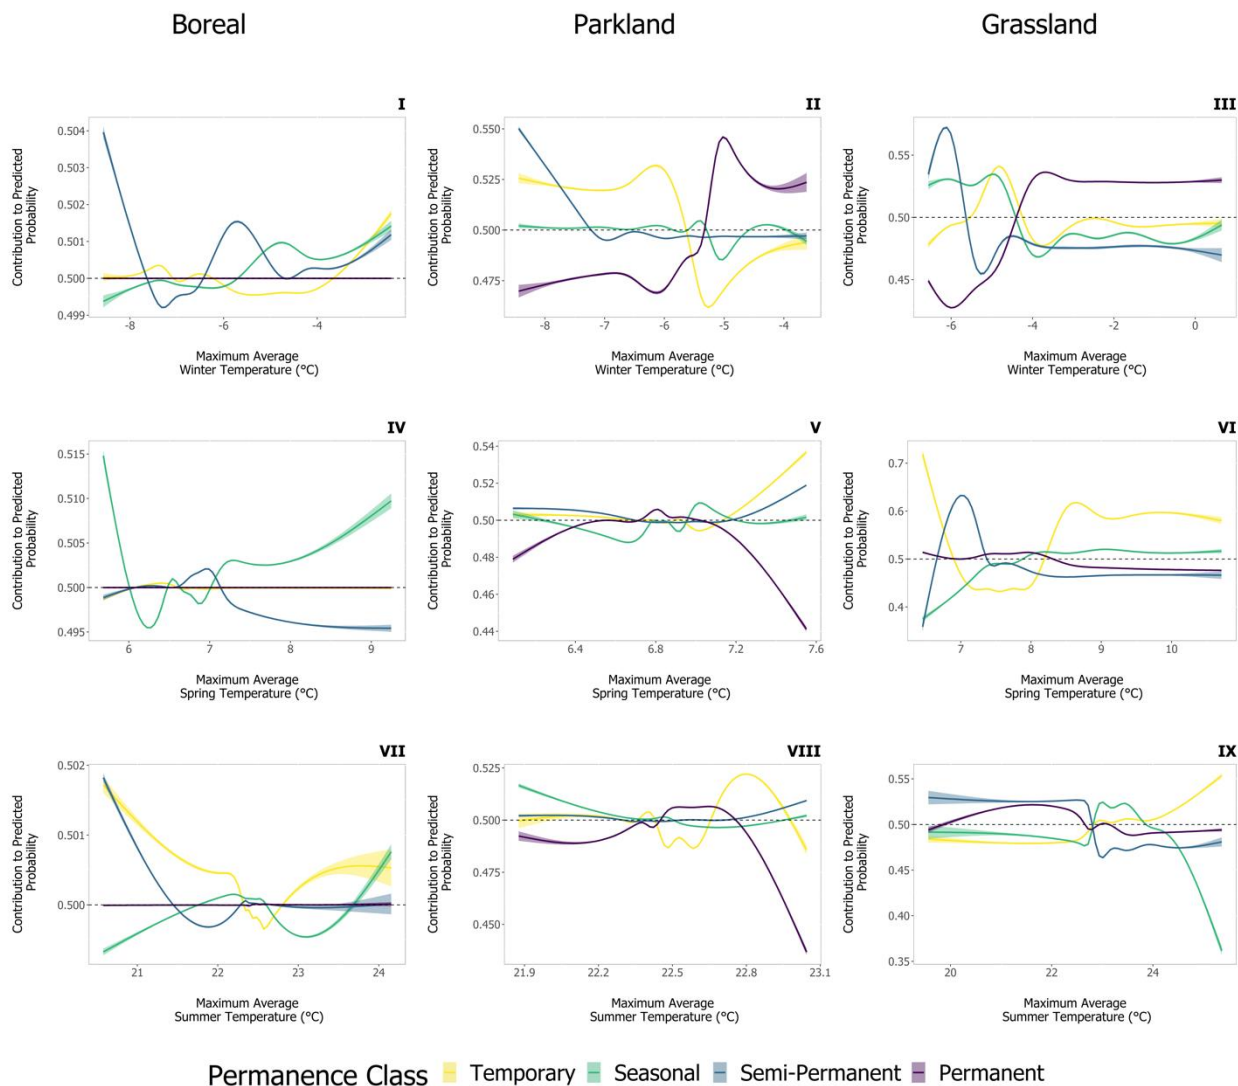 Boreal
Parkland
Grassland
I
Contribution to Predicted
Probability
0.504
0.503
0.502
0.501
0.500
0.499
-8
-6
-4
Maximum Average
Winter Temperature (°C)
II
Contribution to Predicted
Probability
0.550
0.525
0.500
0.475
-8
-7
-6
-5
-4
Maximum Average
Winter Temperature (°C)
III
Contribution to Predicted
Probability
0.55
0.50
0.45
-6
-4
-2
0
Maximum Average
Winter Temperature (°C)
IV
Contribution to Predicted
Probability
0.515
0.510
0.505
0.500
0.495
6
7
8
9
Maximum Average
Spring Temperature (°C)
V
Contribution to Predicted
Probability
0.54
0.52
0.50
0.48
0.46
0.44
6.4
6.8
7.2
7.6
Maximum Average
Spring Temperature (°C)
VI
Contribution to Predicted
Probability
0.7
0.6
0.5
0.4
7
8
9
10
Maximum Average
Spring Temperature (°C)
VII
Contribution to Predicted
Probability
0.502
0.501
0.500
21
22
23
24
Maximum Average
Summer Temperature (°C)
VIII
Contribution to Predicted
Probability
0.525
0.500
0.475
0.450
21.9
22.2
22.5
22.8
23.1
Maximum Average
Summer Temperature (°C)
IX
Contribution to Predicted
Probability
0.55
0.50
0.45
0.40
0.35
20
22
24
Maximum Average
Summer Temperature (°C)
Permanence Class Temporary Seasonal Semi-Permanent Permanent